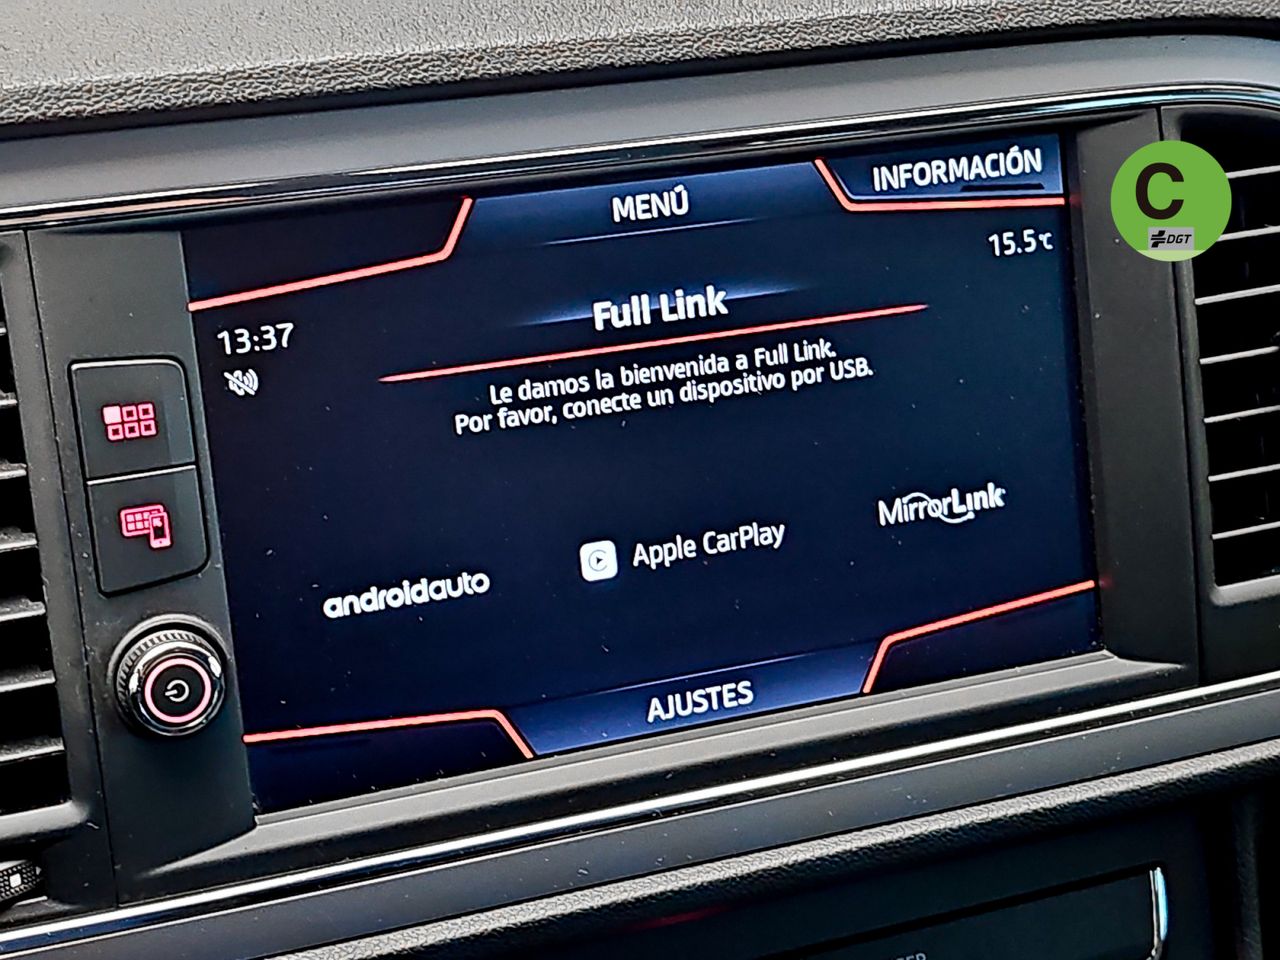 INFORMACIÓN
MENÚ
C
DGT
15.5°C
Full Link
13:37
Le damos la bienvenida a Full Link.
Por favor, conecte un dispositivo por USB.
MirrorLink
Apple CarPlay
androidauto
AJUSTES